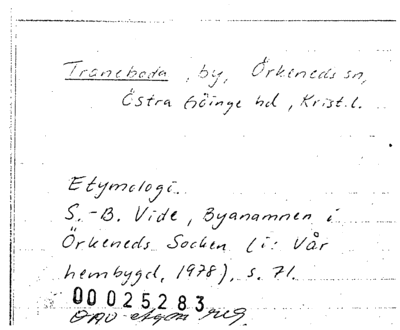 Traneboda, by, Örkeneds sn,
Östra Göinge hd, Krist.l.
Etymologi.
S.-B. Vide, Byanamnen i
Örkeneds Socken (i: Vår
hembygd, 1978), s. 71.
00025283